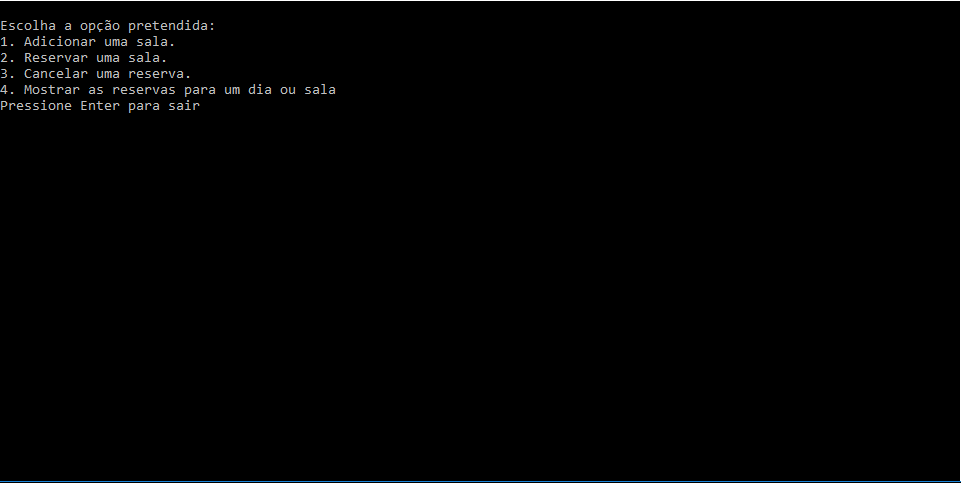 Escolha a opção pretendida:
1. Adicionar uma sala.
2. Reservar uma sala.
3. Cancelar uma reserva.
4. Mostrar as reservas para um dia ou sala
Pressione Enter para sair